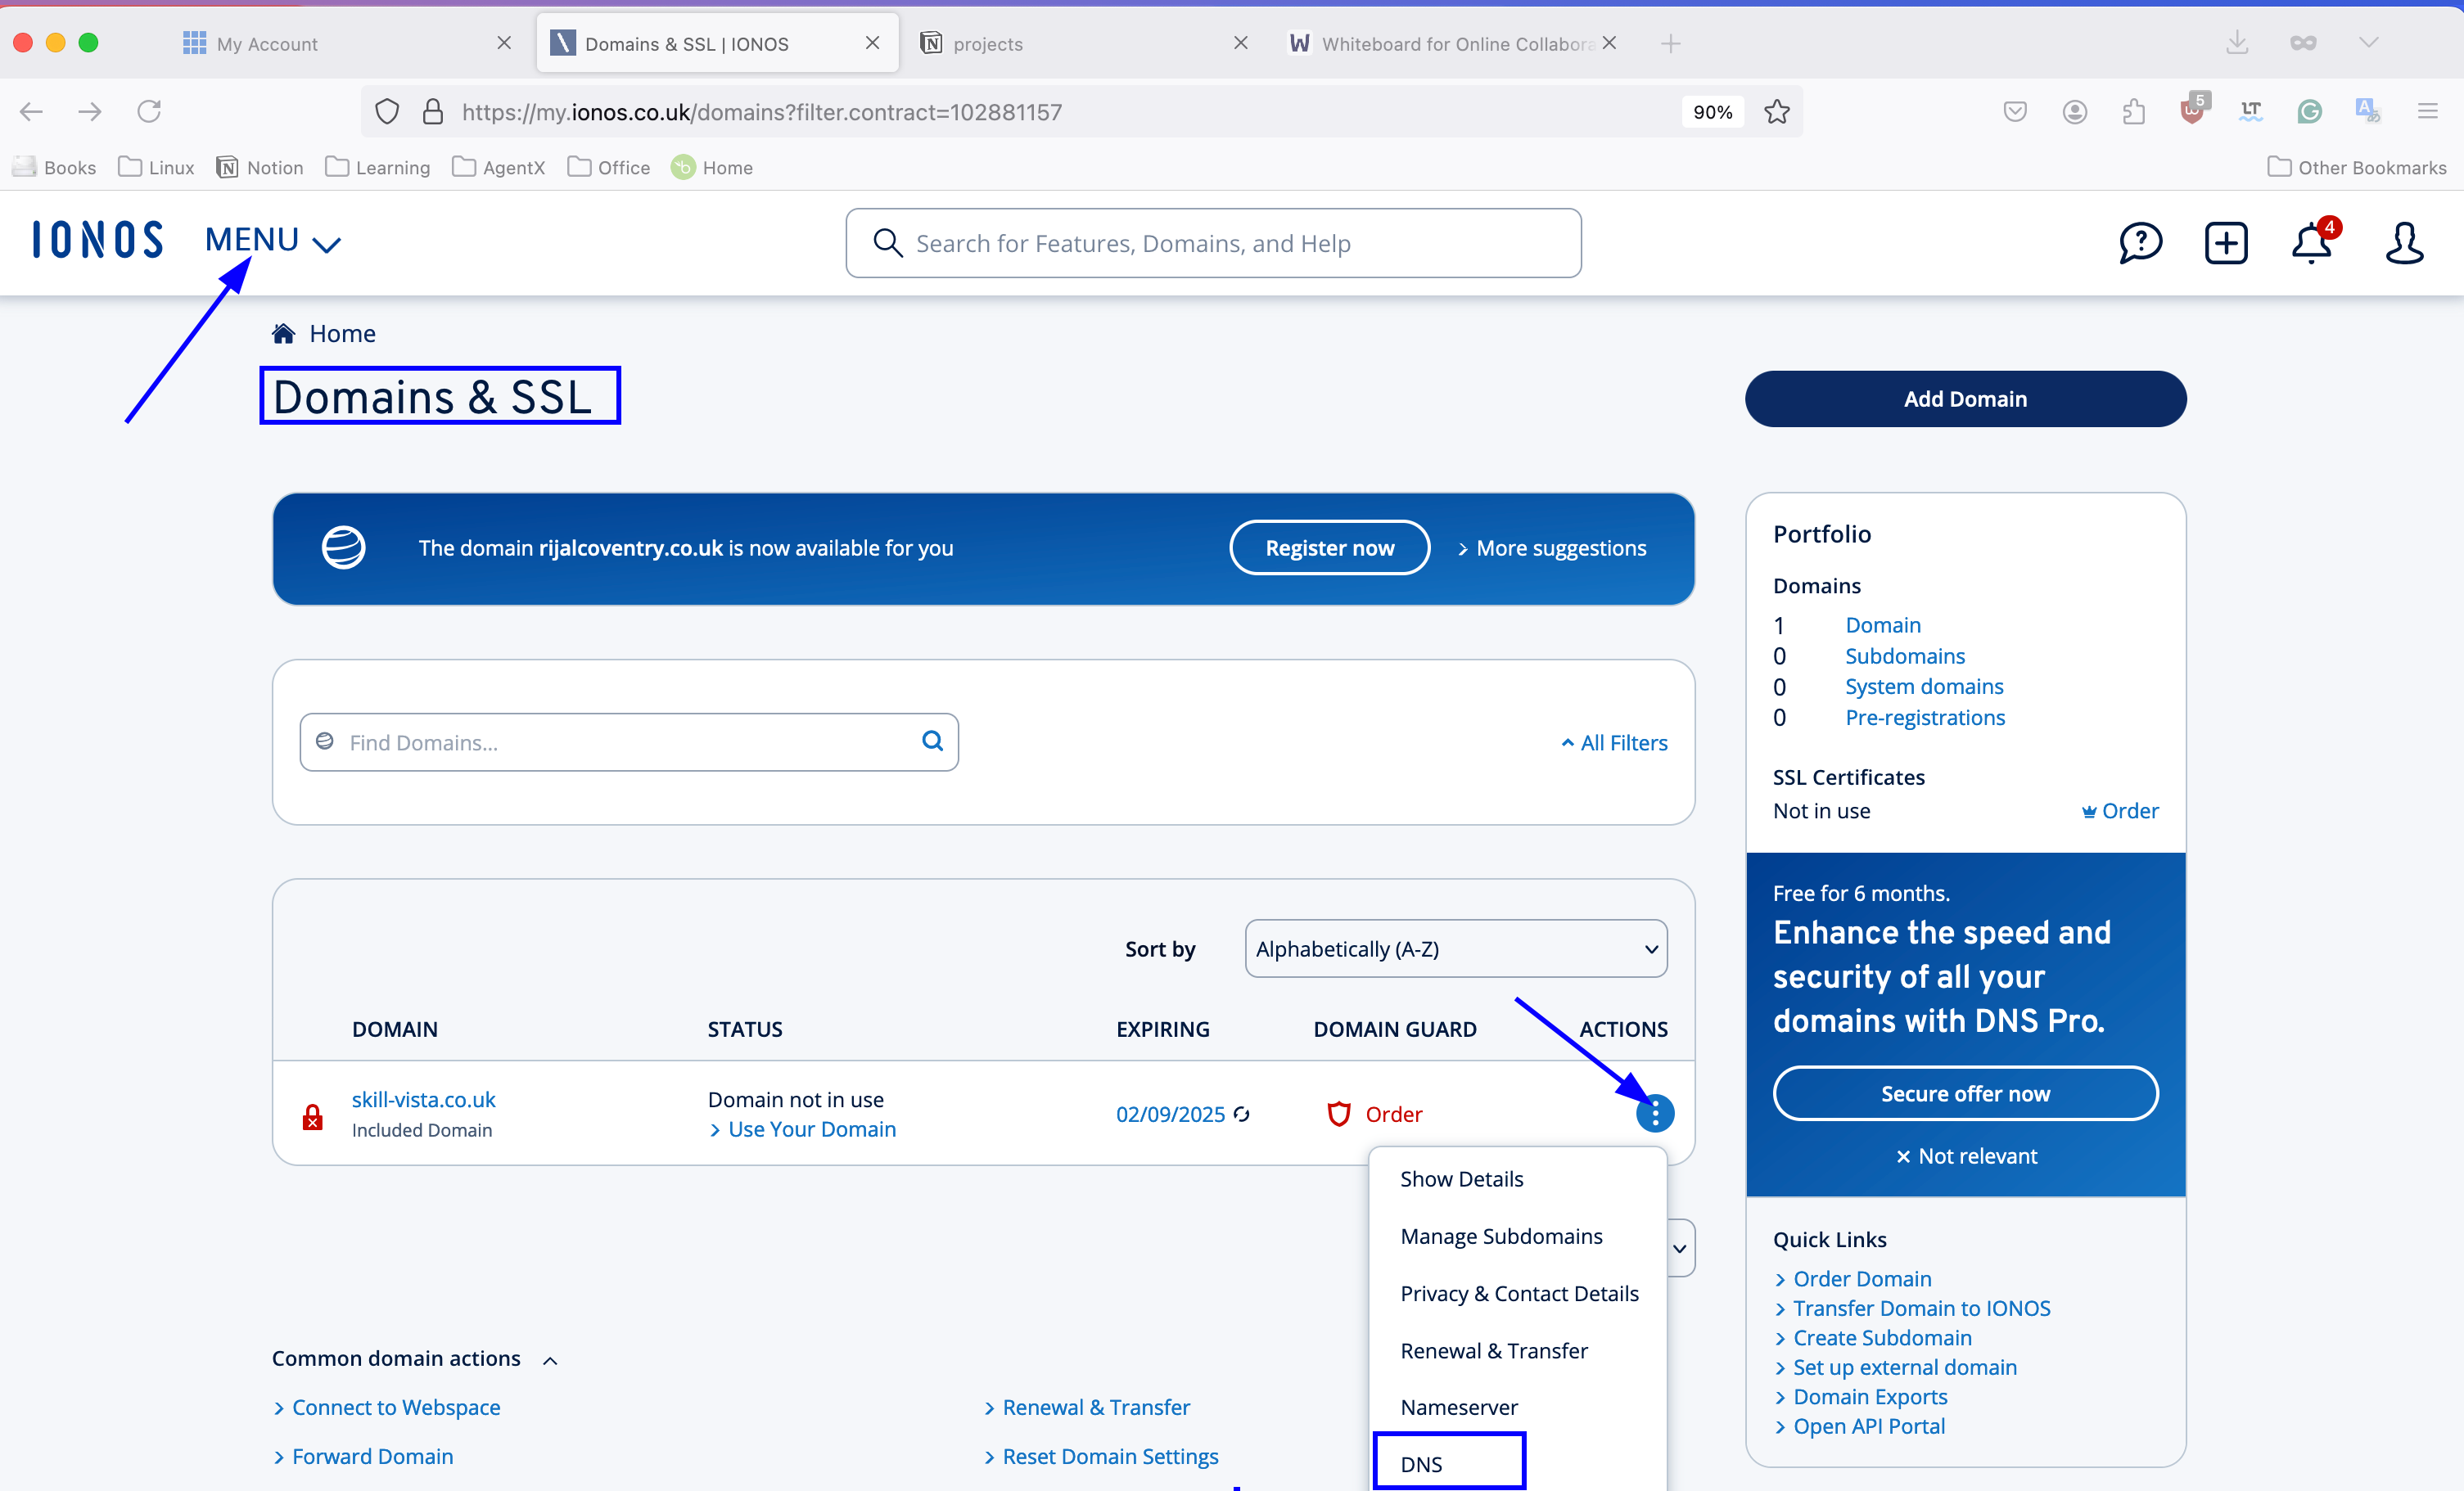 My Account
Domains & SSL | IONOS
projects
Whiteboard for Online Collabora
https://my.ionos.co.uk/domains?filter.contract=102881157
90%
5
LT
Books
Linux
Notion
Learning
AgentX
Office
Home
Other Bookmarks
IONOS
MENU
Search for Features, Domains, and Help
4
Home
Domains & SSL
Add Domain
The domain rijalcoventry.co.uk is now available for you
Register now
More suggestions
Find Domains...
All Filters
Sort by
Alphabetically (A-Z)
DOMAIN
STATUS
EXPIRING
DOMAIN GUARD
ACTIONS
skill-vista.co.uk
Included Domain
Domain not in use
Use Your Domain
02/09/2025
Order
Show Details
Manage Subdomains
Privacy & Contact Details
Renewal & Transfer
Nameserver
DNS
Common domain actions
Connect to Webspace
Renewal & Transfer
Forward Domain
Reset Domain Settings
Portfolio
Domains
1 Domain
0 Subdomains
0 System domains
0 Pre-registrations
SSL Certificates
Not in use
Order
Free for 6 months.
Enhance the speed and
security of all your
domains with DNS Pro.
Secure offer now
Not relevant
Quick Links
Order Domain
Transfer Domain to IONOS
Create Subdomain
Set up external domain
Domain Exports
Open API Portal